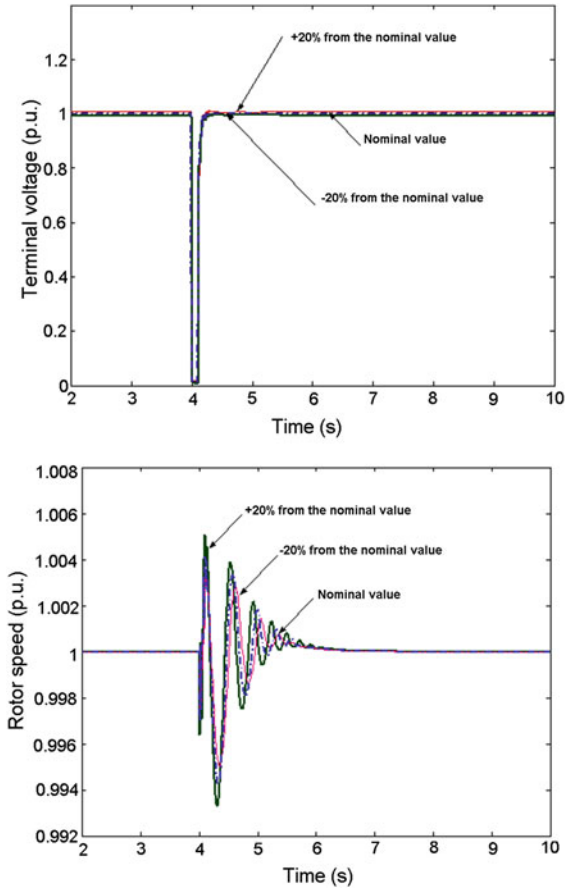 +20% from the nominal value
Nominal value
-20% from the nominal value
Terminal voltage (p.u.)
1.2
1
0.8
0.6
0.4
0.2
0
2 3 4 5 6 7 8 9 10
Time (s)
+20% from the nominal value
-20% from the nominal value
Nominal value
Rotor speed (p.u.)
1.008
1.006
1.004
1.002
1
0.998
0.996
0.994
0.992
2 3 4 5 6 7 8 9 10
Time (s)